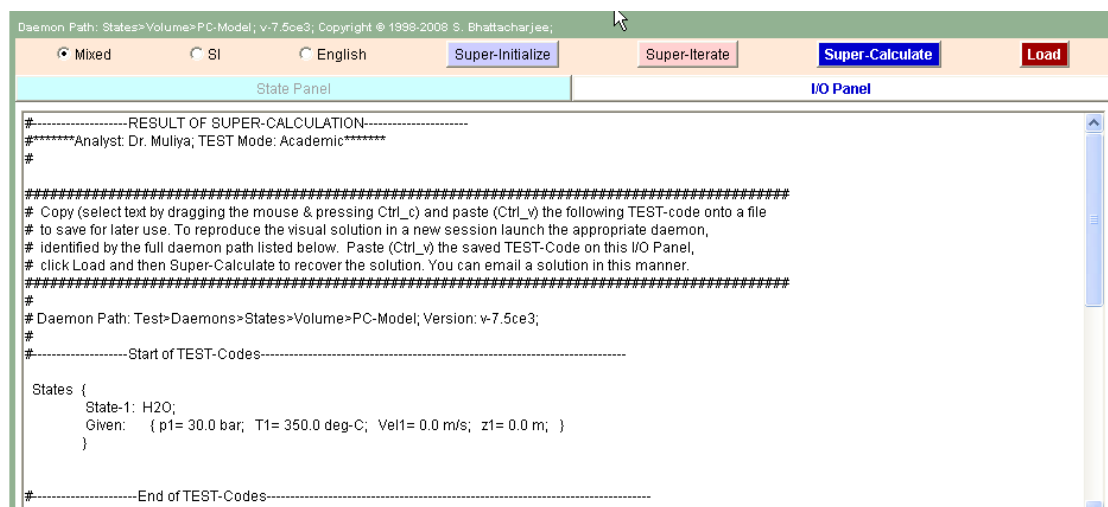 Daemon Path: States>Volume>PC-Model; v-7.5ce3; Copyright © 1998-2008 S. Bhattacharjee;
Mixed SI English Super-Initialize Super-Iterate Super-Calculate Load
State Panel I/O Panel
#--------------------RESULT OF SUPER-CALCULATION----------------------
#*******Analyst: Dr. Muliya; TEST Mode: Academic*******
#
##########################################################################################
# Copy (select text by dragging the mouse & pressing Ctrl_c) and paste (Ctrl_v) the following TEST-code onto a file
# to save for later use. To reproduce the visual solution in a new session launch the appropriate daemon,
# identified by the full daemon path listed below. Paste (Ctrl_v) the saved TEST-Code on this I/O Panel,
# click Load and then Super-Calculate to recover the solution. You can email a solution in this manner.
##########################################################################################
#
# Daemon Path: Test>Daemons>States>Volume>PC-Model; Version: v-7.5ce3;
#
#--------------------Start of TEST-Codes-----------------------------------------------------------------------------
States {
State-1: H2O;
Given: { p1= 30.0 bar; T1= 350.0 deg-C; Vel1= 0.0 m/s; z1= 0.0 m; }
}
#----------------------End of TEST-Codes---------------------------------------------------------------------------------